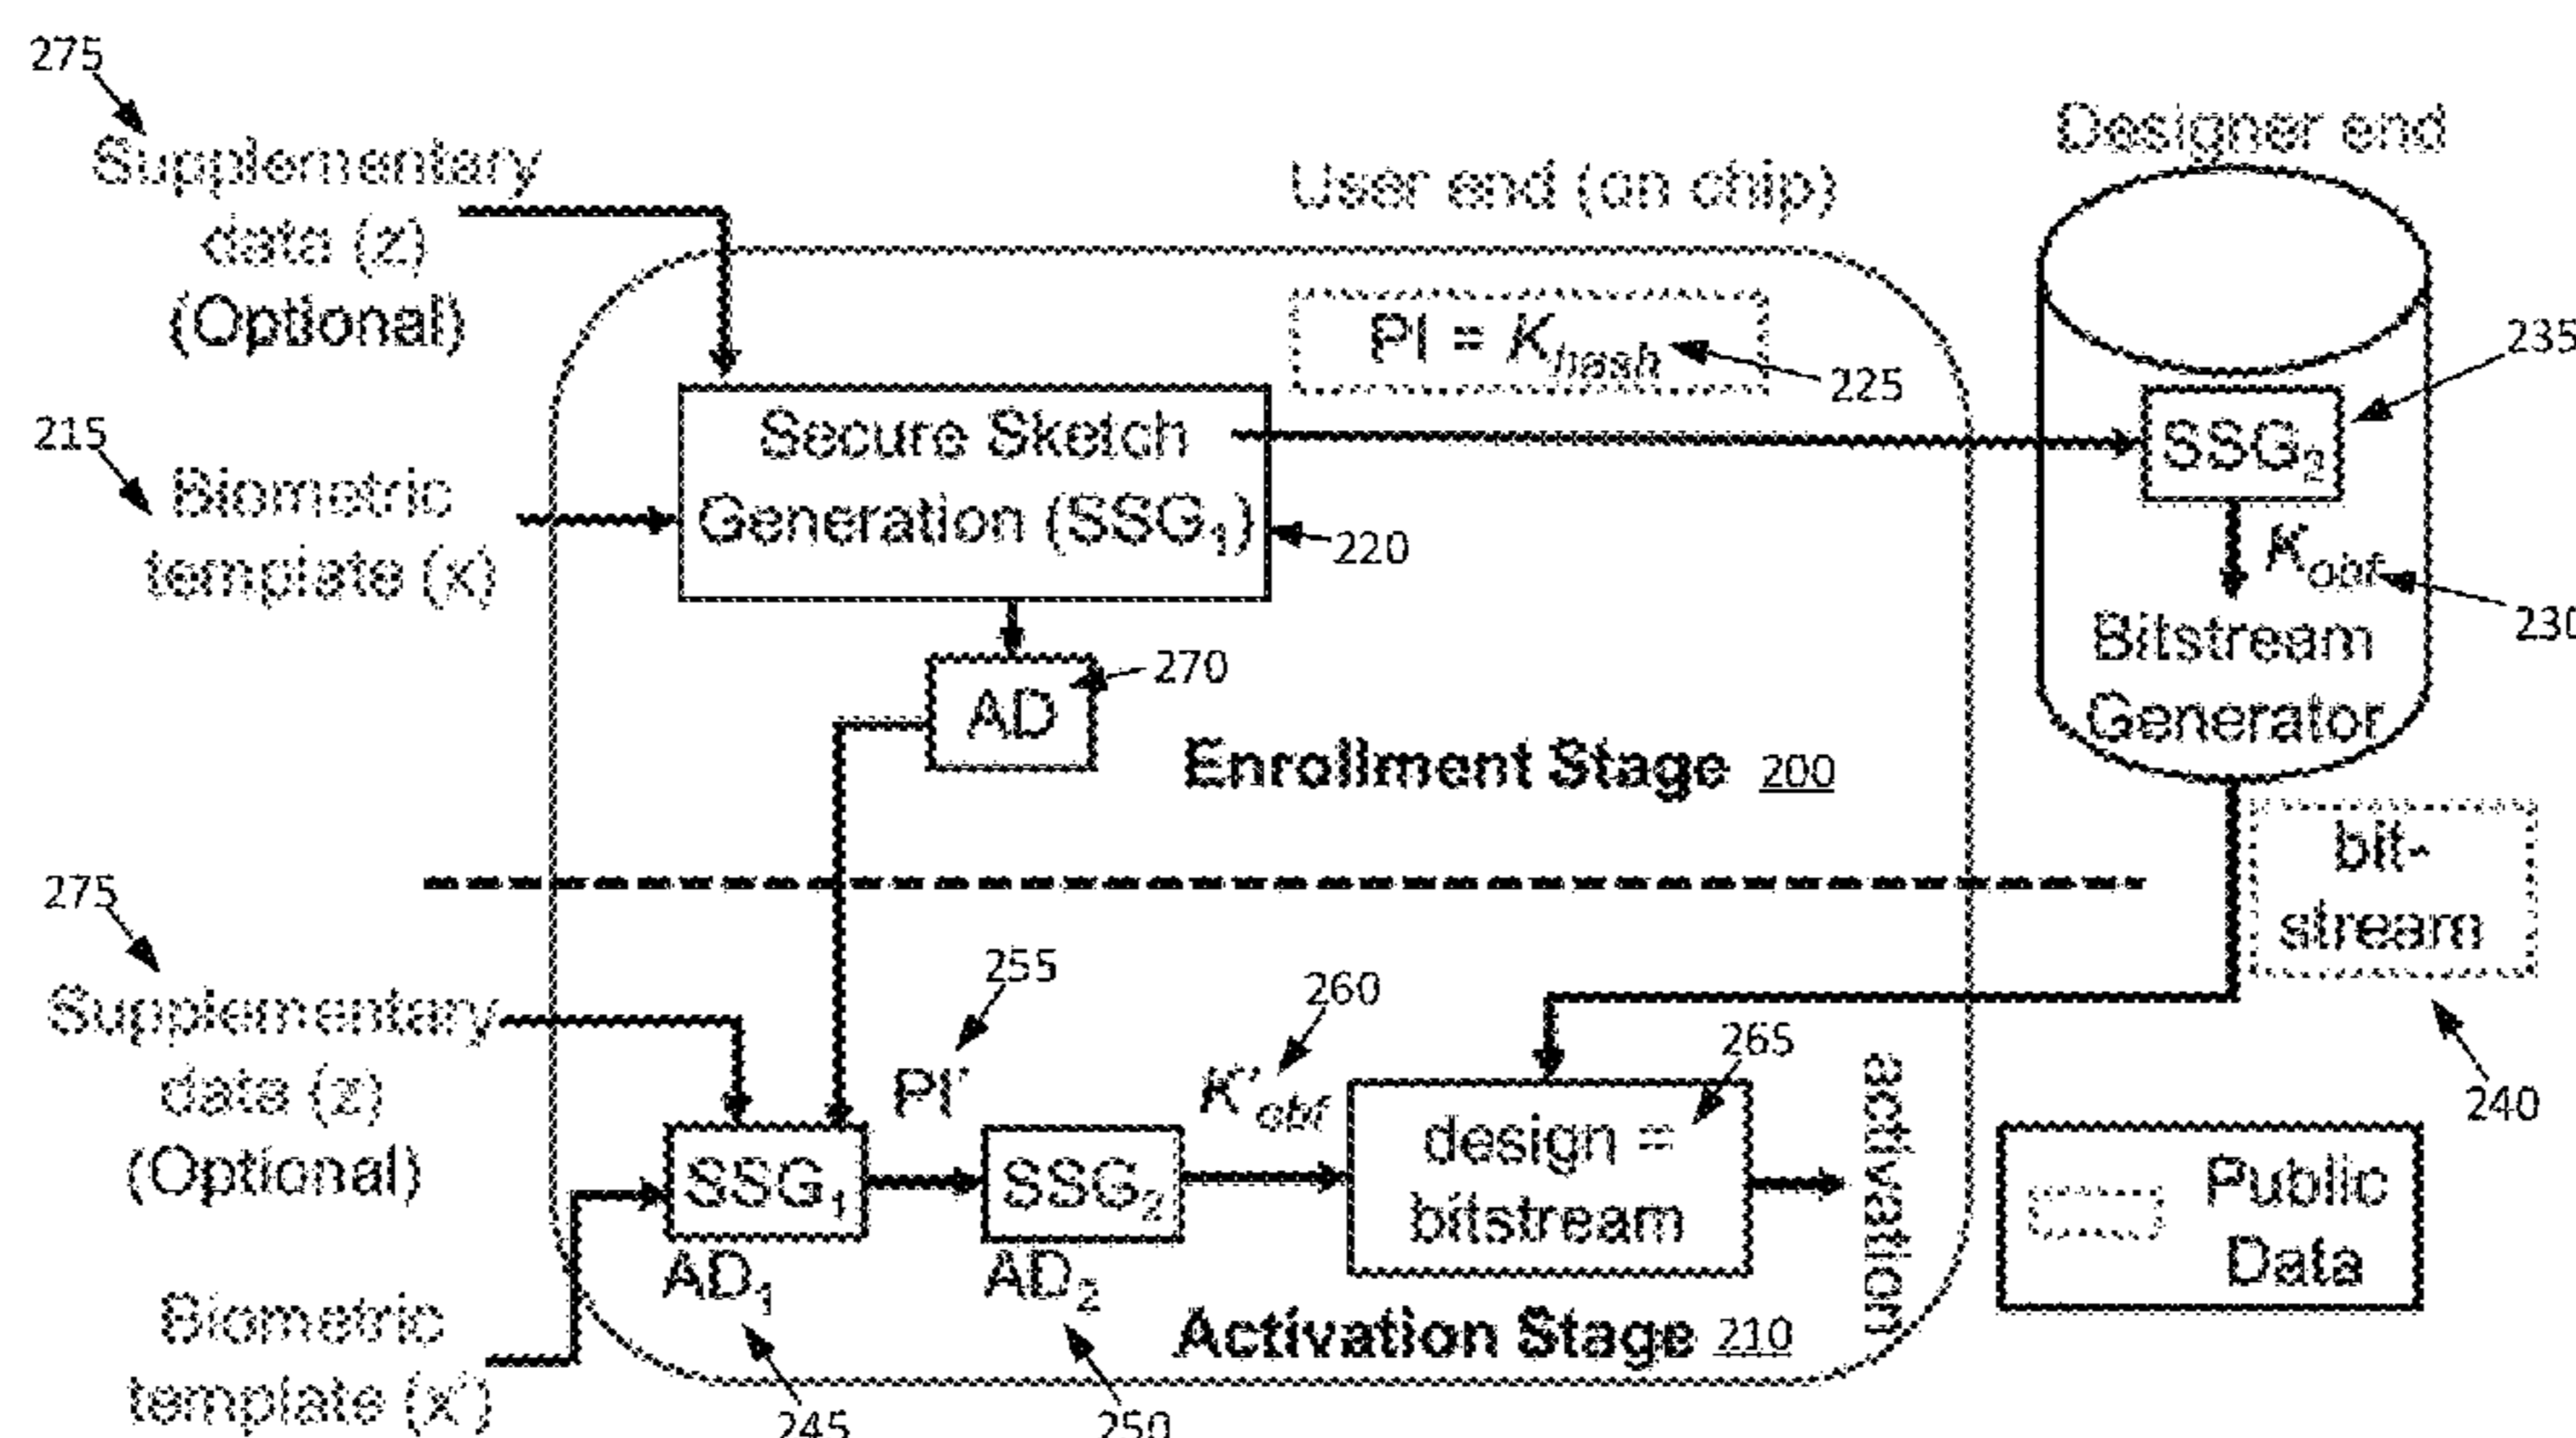 275
Supplementary
data (z)
(Optional)
215
Biometric
template (x)
User end (on chip)
PI = K_hash
225
Secure Sketch
Generation (SSG₁)
220
AD
270
Enrollment Stage 200
Designer end
235
SSG₂
K_obf
230
Bitstream
Generator
bit-
stream
240
275
Supplementary
data (z)
(Optional)
Biometric
template (x')
255
PI'
260
K'_obf
265
SSG₁
AD₁
245
SSG₂
AD₂
250
design =
bitstream
activation
Activation Stage 210
Public
Data